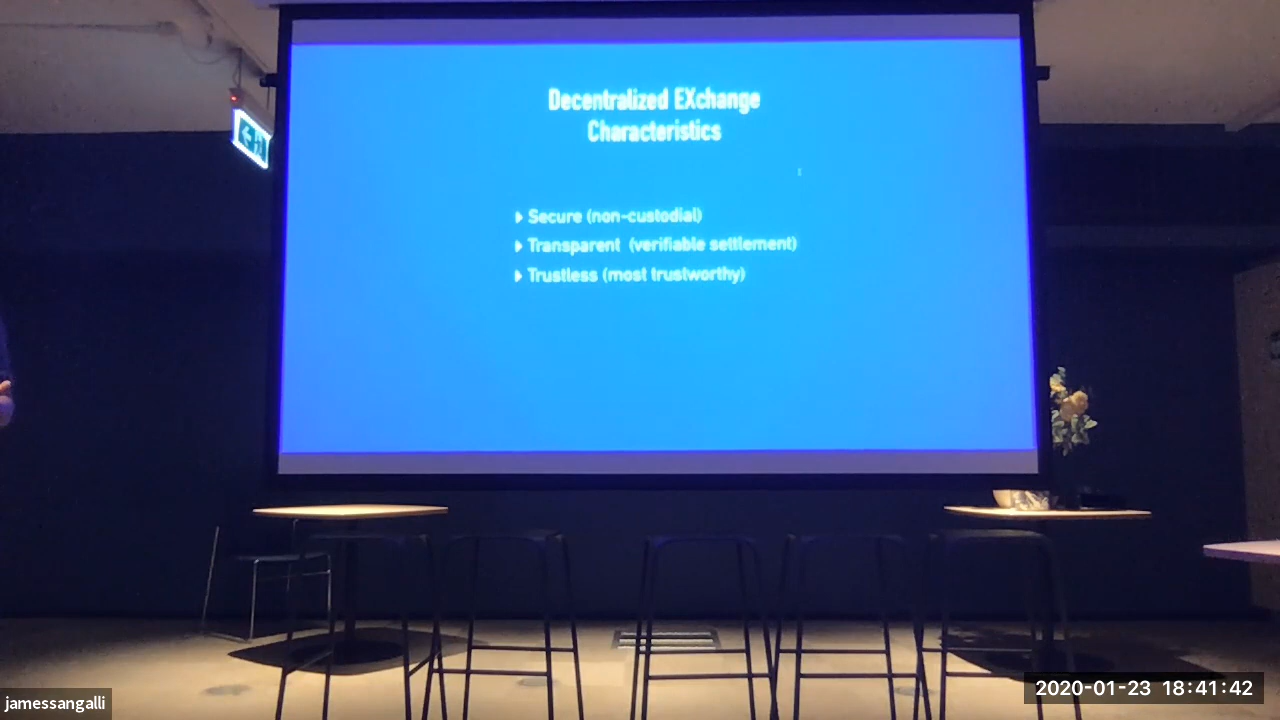 Decentralized EXchange
Characteristics
Secure (non-custodial)
Transparent (verifiable settlement)
Trustless (most trustworthy)
jamessangalli
2020-01-23 18:41:42